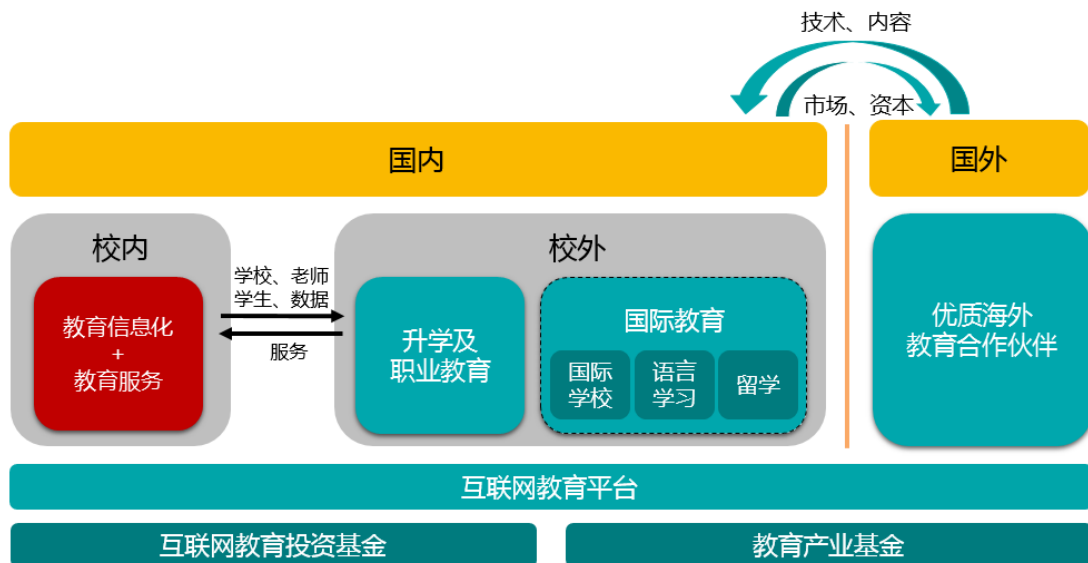 技术、内容
市场、资本
国内
国外
校内
教育信息化
+
教育服务
学校、老师
学生、数据
服务
校外
升学及
职业教育
国际教育
国际
学校
语言
学习
留学
优质海外
教育合作伙伴
互联网教育平台
互联网教育投资基金
教育产业基金